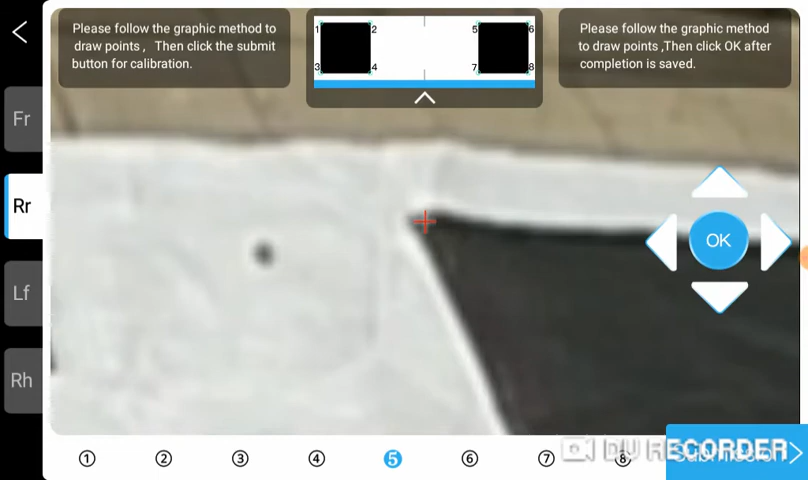 Please follow the graphic method to
draw points , Then click the submit
button for calibration.
1 2 5 6
3 4 7 8
Please follow the graphic method
to draw points ,Then click OK after
completion is saved.
Fr
Rr
Lf
Rh
OK
① ② ③ ④ ❺ ⑥ ⑦ ⑧
DU RECORDER
Submission